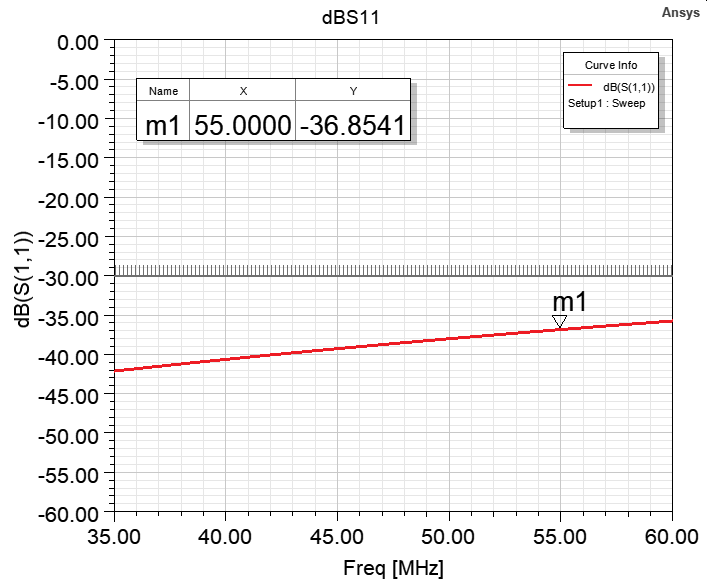 dBS11
Ansys
0.00
-5.00
-10.00
-15.00
-20.00
-25.00
-30.00
-35.00
-40.00
-45.00
-50.00
-55.00
-60.00
dB(S(1,1))
Name X Y
m1 55.0000 -36.8541
Curve Info
dB(S(1,1))
Setup1 : Sweep
m1
35.00 40.00 45.00 50.00 55.00 60.00
Freq [MHz]